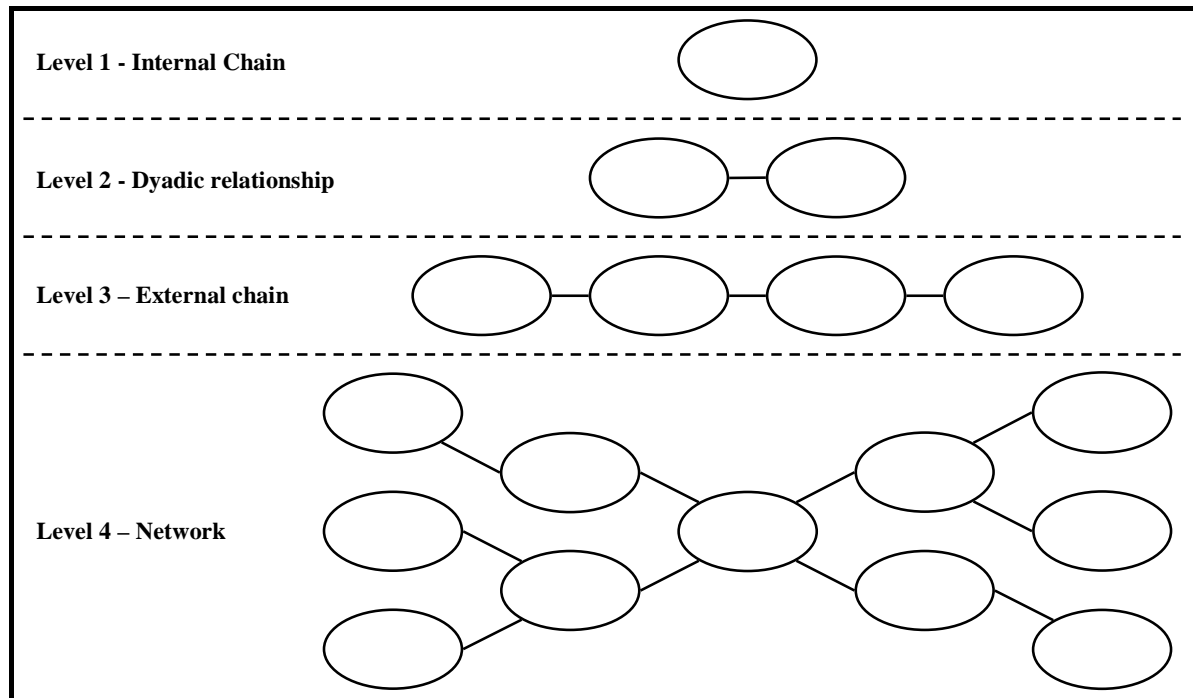 Level 1 - Internal Chain
Level 2 - Dyadic relationship
Level 3 – External chain
Level 4 – Network